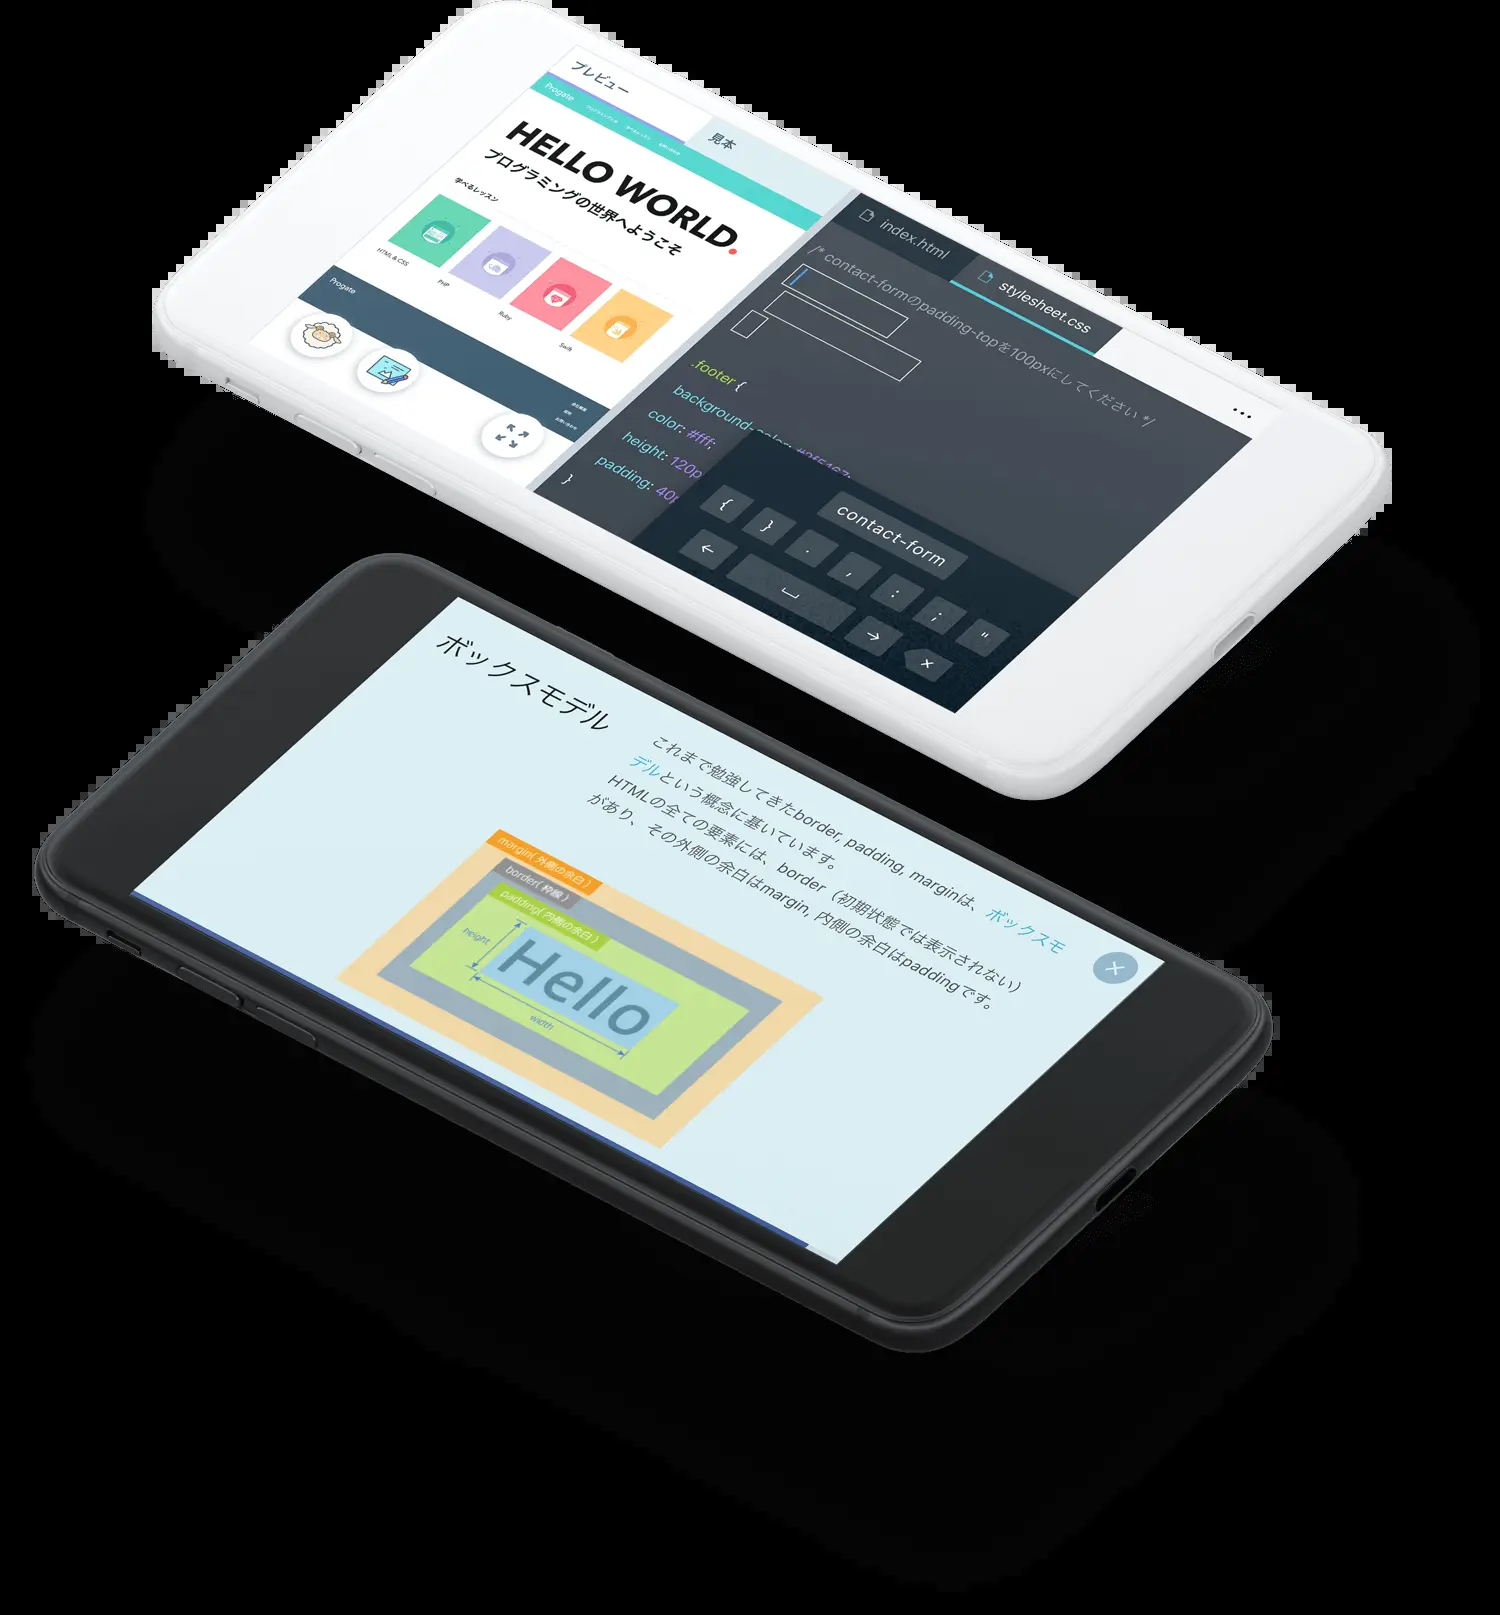 プレビュー
見本
Progate
HELLO WORLD.
プログラミングの世界へようこそ
学べるレッスン
HTML & CSS
PHP
Ruby
Swift
Progate
index.html
stylesheet.css
/* contact-formのpadding-topを100pxにしてください */
.footer {
background-color:
color: #fff;
height: 120p
padding: 40p
}
contact-form
{ } . , : ; "
ボックスモデル
これまで勉強してきたborder, padding, marginは、ボックスモ
デルという概念に基いています。
HTMLの全ての要素には、border（初期状態では表示されない）
があり、その外側の余白はmargin, 内側の余白はpaddingです。
margin( 外側の余白 )
border( 枠線 )
padding( 内側の余白 )
height
Hello
width